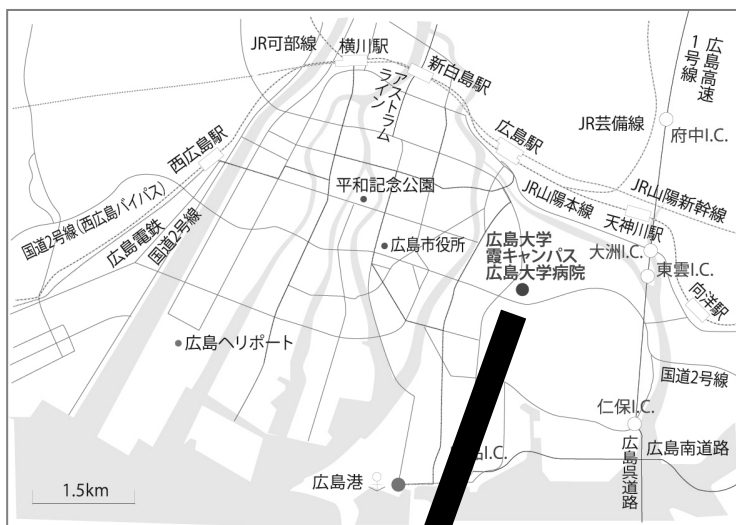 JR可部線
横川駅
新白島駅
アストラム
ライン
広島高速
1号線
府中I.C.
JR芸備線
広島駅
西広島駅
平和記念公園
JR山陽本線
JR山陽新幹線
天神川駅
国道2号線(西広島バイパス)
広島電鉄
国道2号線
広島市役所
広島大学
霞キャンパス
広島大学病院
大洲I.C.
東雲I.C.
向洋駅
広島ヘリポート
国道2号線
仁保I.C.
I.C.
広島南道路
広島呉道路
広島港
1.5km